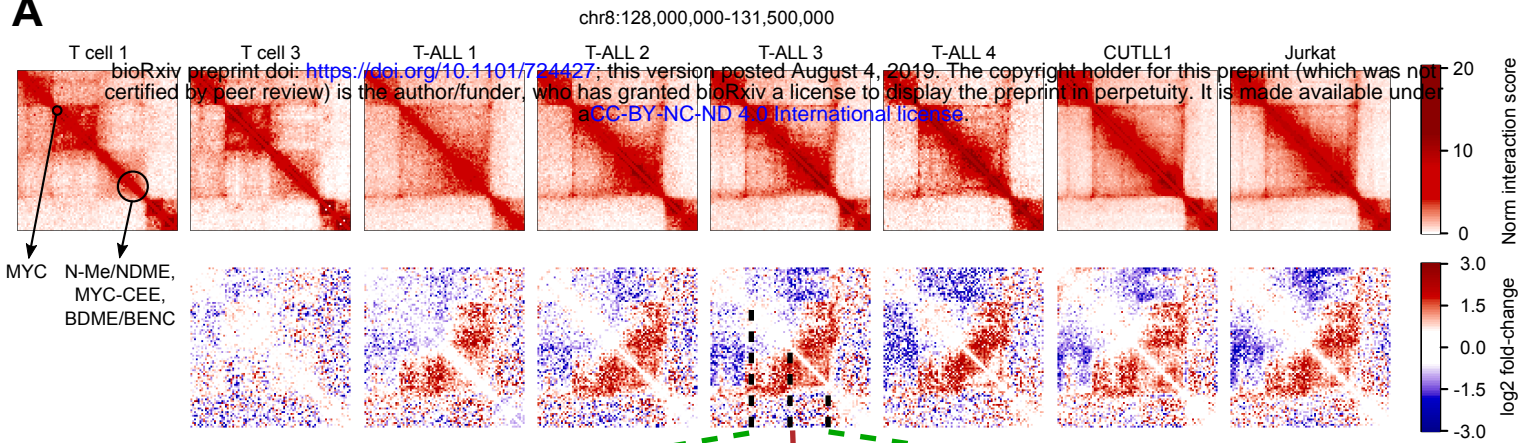 A
chr8:128,000,000-131,500,000
T cell 1 T cell 3 T-ALL 1 T-ALL 2 T-ALL 3 T-ALL 4 CUTLL1 Jurkat
bioRxiv preprint doi: https://doi.org/10.1101/724427; this version posted August 4, 2019. The copyright holder for this preprint (which was not
certified by peer review) is the author/funder, who has granted bioRxiv a license to display the preprint in perpetuity. It is made available under
aCC-BY-NC-ND 4.0 International license.
20
10
0
Norm interaction score
MYC
N-Me/NDME,
MYC-CEE,
BDME/BENC
3.0
1.5
0.0
-1.5
-3.0
log2 fold-change